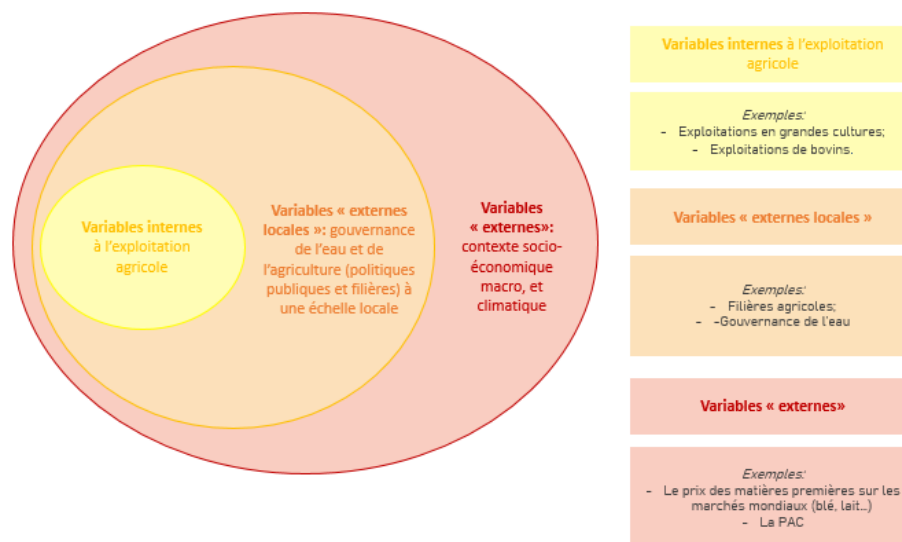 Variables internes
à l'exploitation
agricole
Variables « externes
locales »: gouvernance
de l'eau et de
l'agriculture (politiques
publiques et filières) à
une échelle locale
Variables
« externes»:
contexte socio-
économique
macro, et
climatique
Variables internes à l'exploitation
agricole
Exemples:
- Exploitations en grandes cultures;
- Exploitations de bovins.
Variables « externes locales »
Exemples:
- Filières agricoles;
- -Gouvernance de l'eau
Variables « externes»
Exemples:
- Le prix des matières premières sur les
marchés mondiaux (blé, lait…)
- La PAC